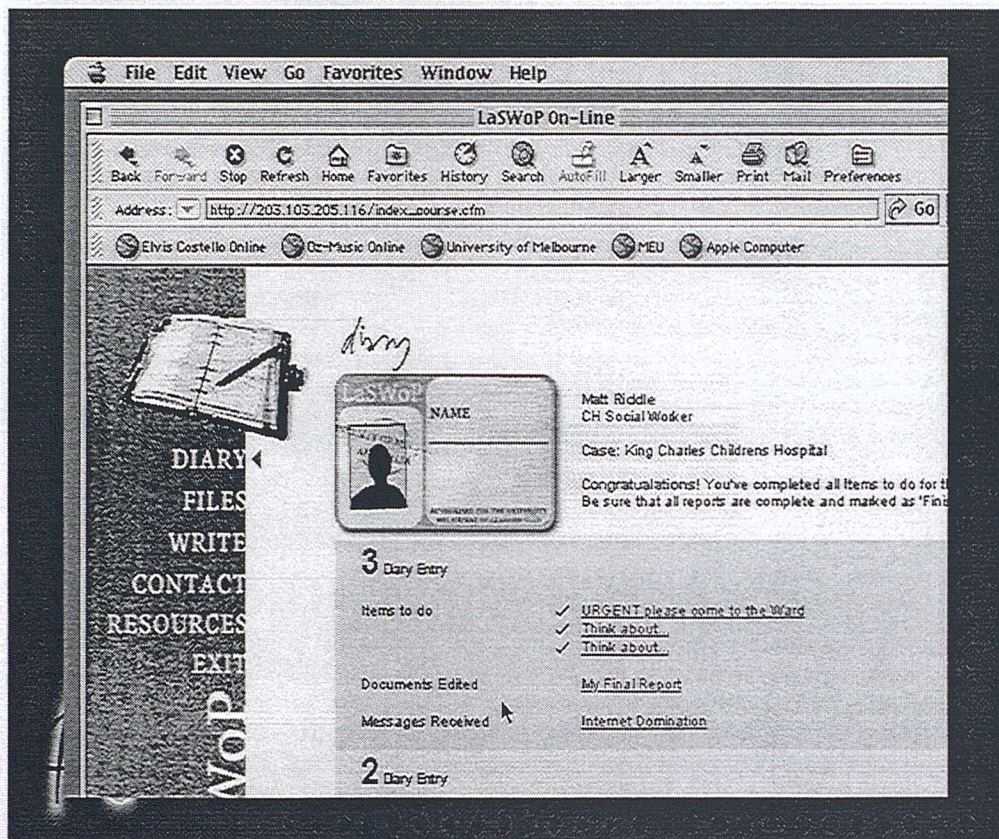 File Edit View Go Favorites Window Help
LaSWoP On-Line
Back Forward Stop Refresh Home Favorites History Search AutoFill Larger Smaller Print Mail Preferences
Address: http://203.103.205.116/index_course.cfm Go
Elvis Costello Online Oz-Music Online University of Melbourne MEU Apple Computer
diary
LaSWoP
NAME
Matt Riddle
CH Social Worker
Case: King Charles Childrens Hospital
Congratualations! You've completed all Items to do for t
Be sure that all reports are complete and marked as 'Finis
DIARY
FILES
WRITE
CONTACT
RESOURCES
EXIT
WoP
3 Diary Entry
Items to do
URGENT please come to the Ward
Think about...
Think about...
Documents Edited My Final Report
Messages Received Internet Domination
2 Diary Entry